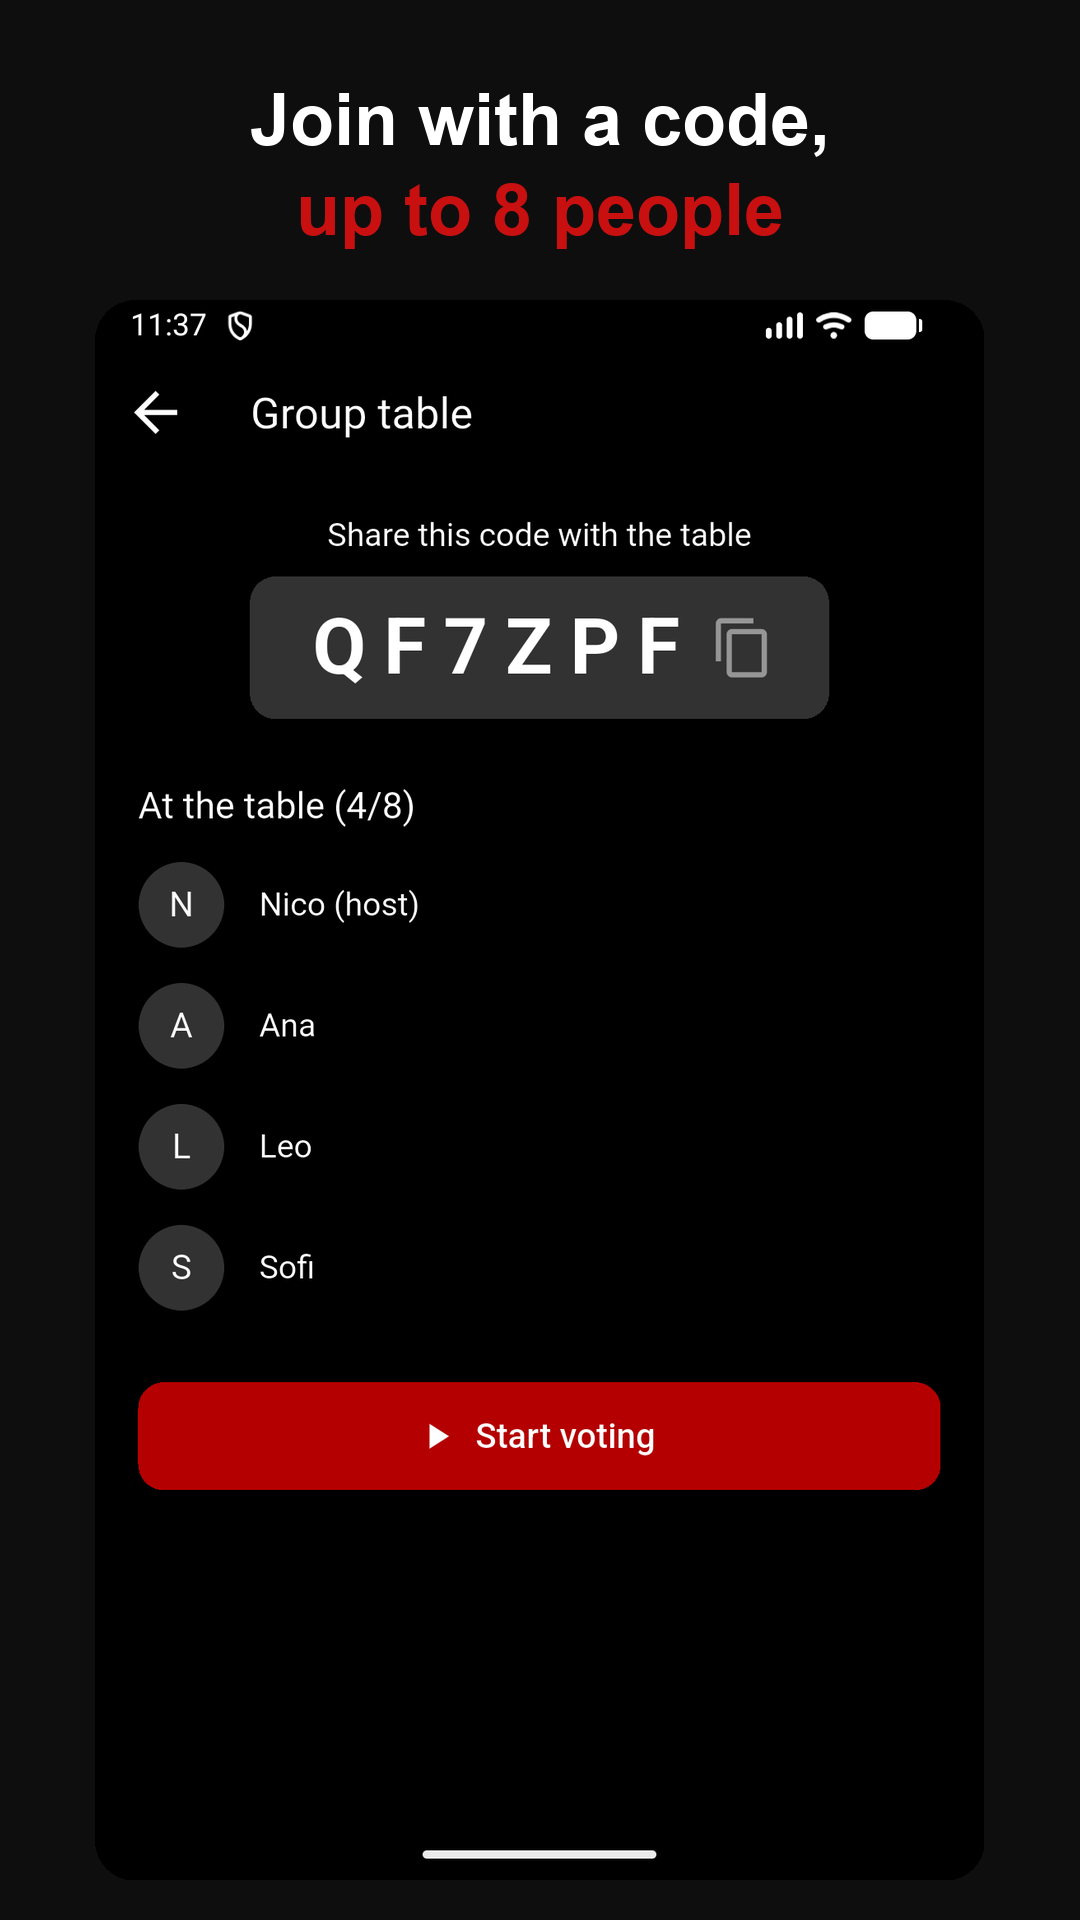 Join with a code,
up to 8 people
11:37
Group table
Share this code with the table
QF7ZPF
At the table (4/8)
N
Nico (host)
A
Ana
L
Leo
S
Sofi
Start voting